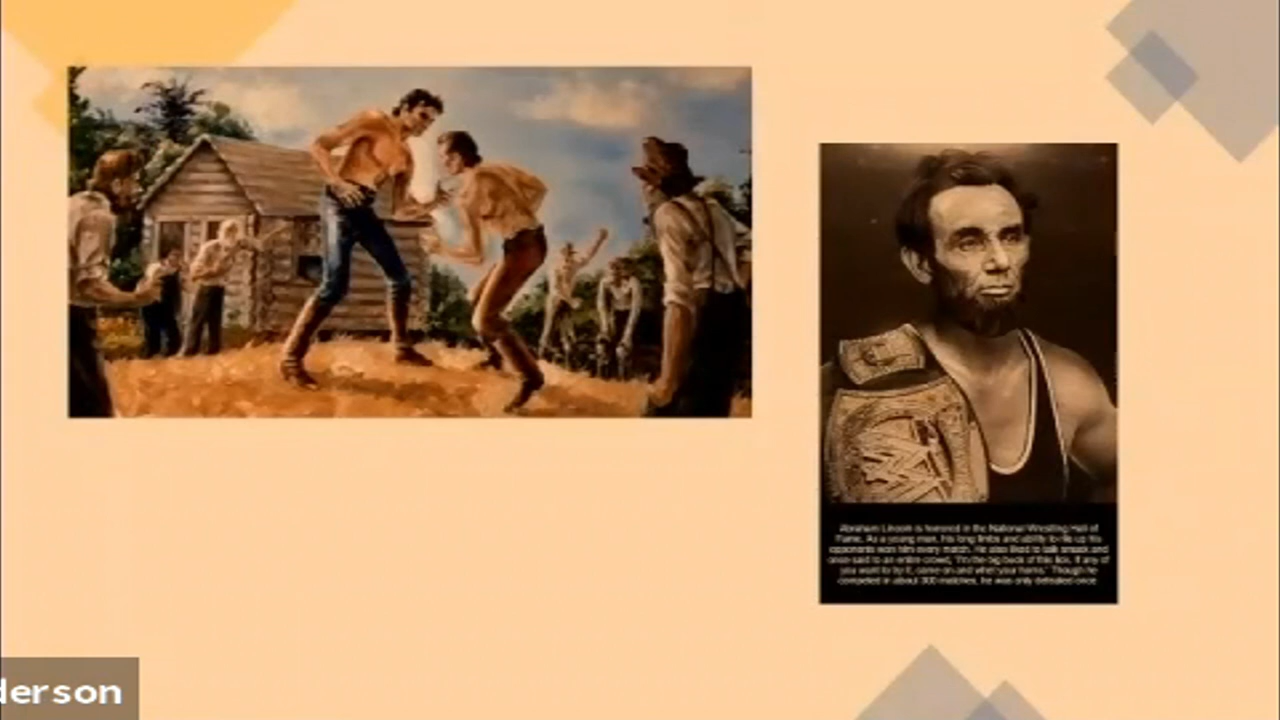 Abraham Lincoln is honored in the National Wrestling Hall of
Fame. As a young man, his long limbs and ability to rile up his
opponents won him every match. He also liked to talk smack and
once said to an entire crowd, "I'm the big buck of this lick. If any of
you want to try it, come on and whet your horns." Though he
competed in about 300 matches, he was only defeated once
derson